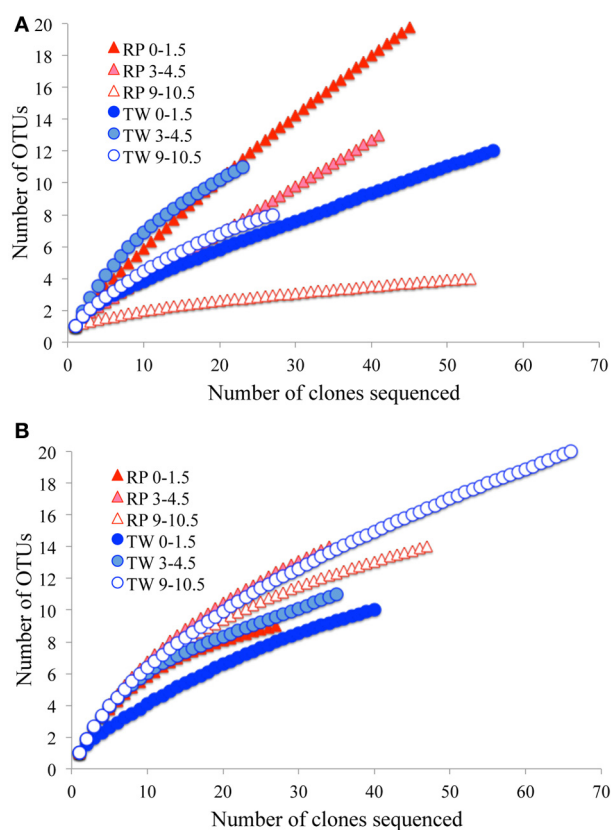 A
20
18
16
14
12
10
8
6
4
2
0
Number of OTUs
RP 0-1.5
RP 3-4.5
RP 9-10.5
TW 0-1.5
TW 3-4.5
TW 9-10.5
0 10 20 30 40 50 60 70
Number of clones sequenced
B
20
18
16
14
12
10
8
6
4
2
0
Number of OTUs
RP 0-1.5
RP 3-4.5
RP 9-10.5
TW 0-1.5
TW 3-4.5
TW 9-10.5
0 10 20 30 40 50 60 70
Number of clones sequenced